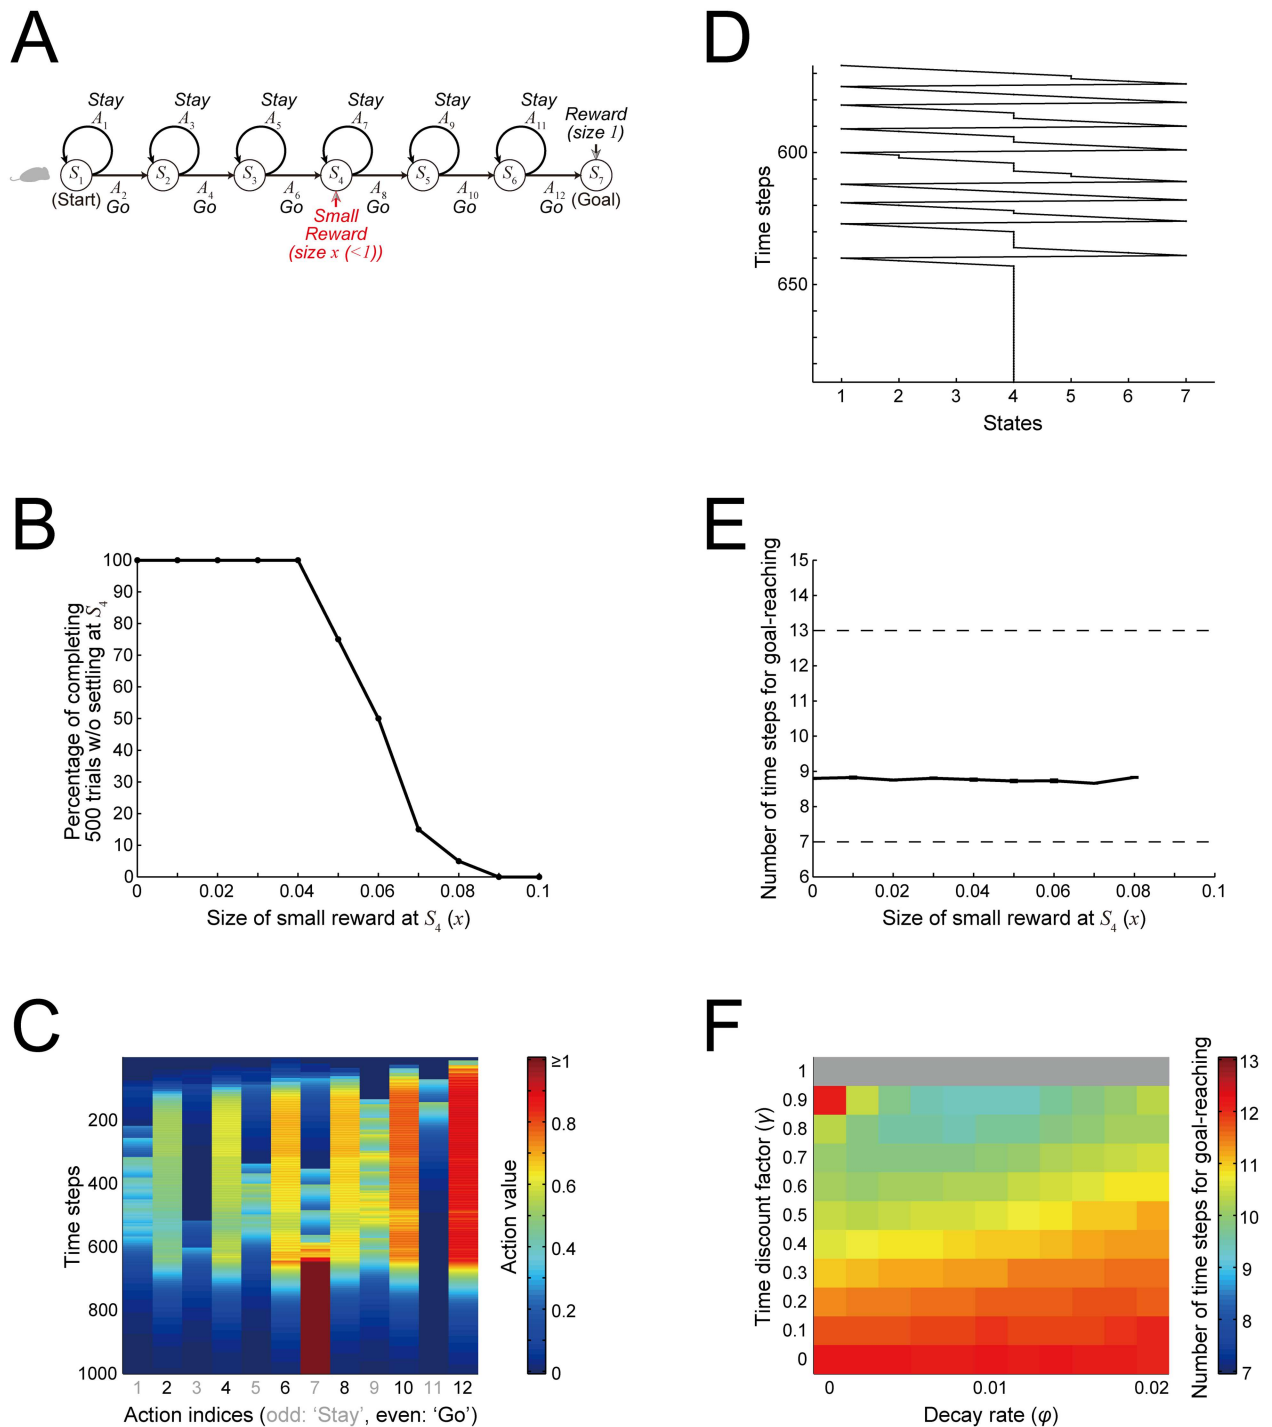 A
Stay Stay Stay Stay Stay Stay
A1 A3 A5 A7 A9 A11
Reward
(size 1)
S1 S2 S3 S4 S5 S6 S7
(Start) A2 A4 A6 A8 A10 A12 (Goal)
Go Go Go Go Go Go
Small
Reward
(size x (<1))
B
Percentage of completing
500 trials w/o settling at S4
100
90
80
70
60
50
40
30
20
10
0
0 0.02 0.04 0.06 0.08 0.1
Size of small reward at S4 (x)
C
Time steps
200
400
600
800
1000
1 2 3 4 5 6 7 8 9 10 11 12
Action indices (odd: ‘Stay’, even: ‘Go’)
≥1
0.8
0.6
0.4
0.2
0
Action value
D
Time steps
600
650
1 2 3 4 5 6 7
States
E
Number of time steps for goal-reaching
15
14
13
12
11
10
9
8
7
6
0 0.02 0.04 0.06 0.08 0.1
Size of small reward at S4 (x)
F
Time discount factor (γ)
1
0.9
0.8
0.7
0.6
0.5
0.4
0.3
0.2
0.1
0
0 0.01 0.02
Decay rate (φ)
Number of time steps for goal-reaching
13
12
11
10
9
8
7